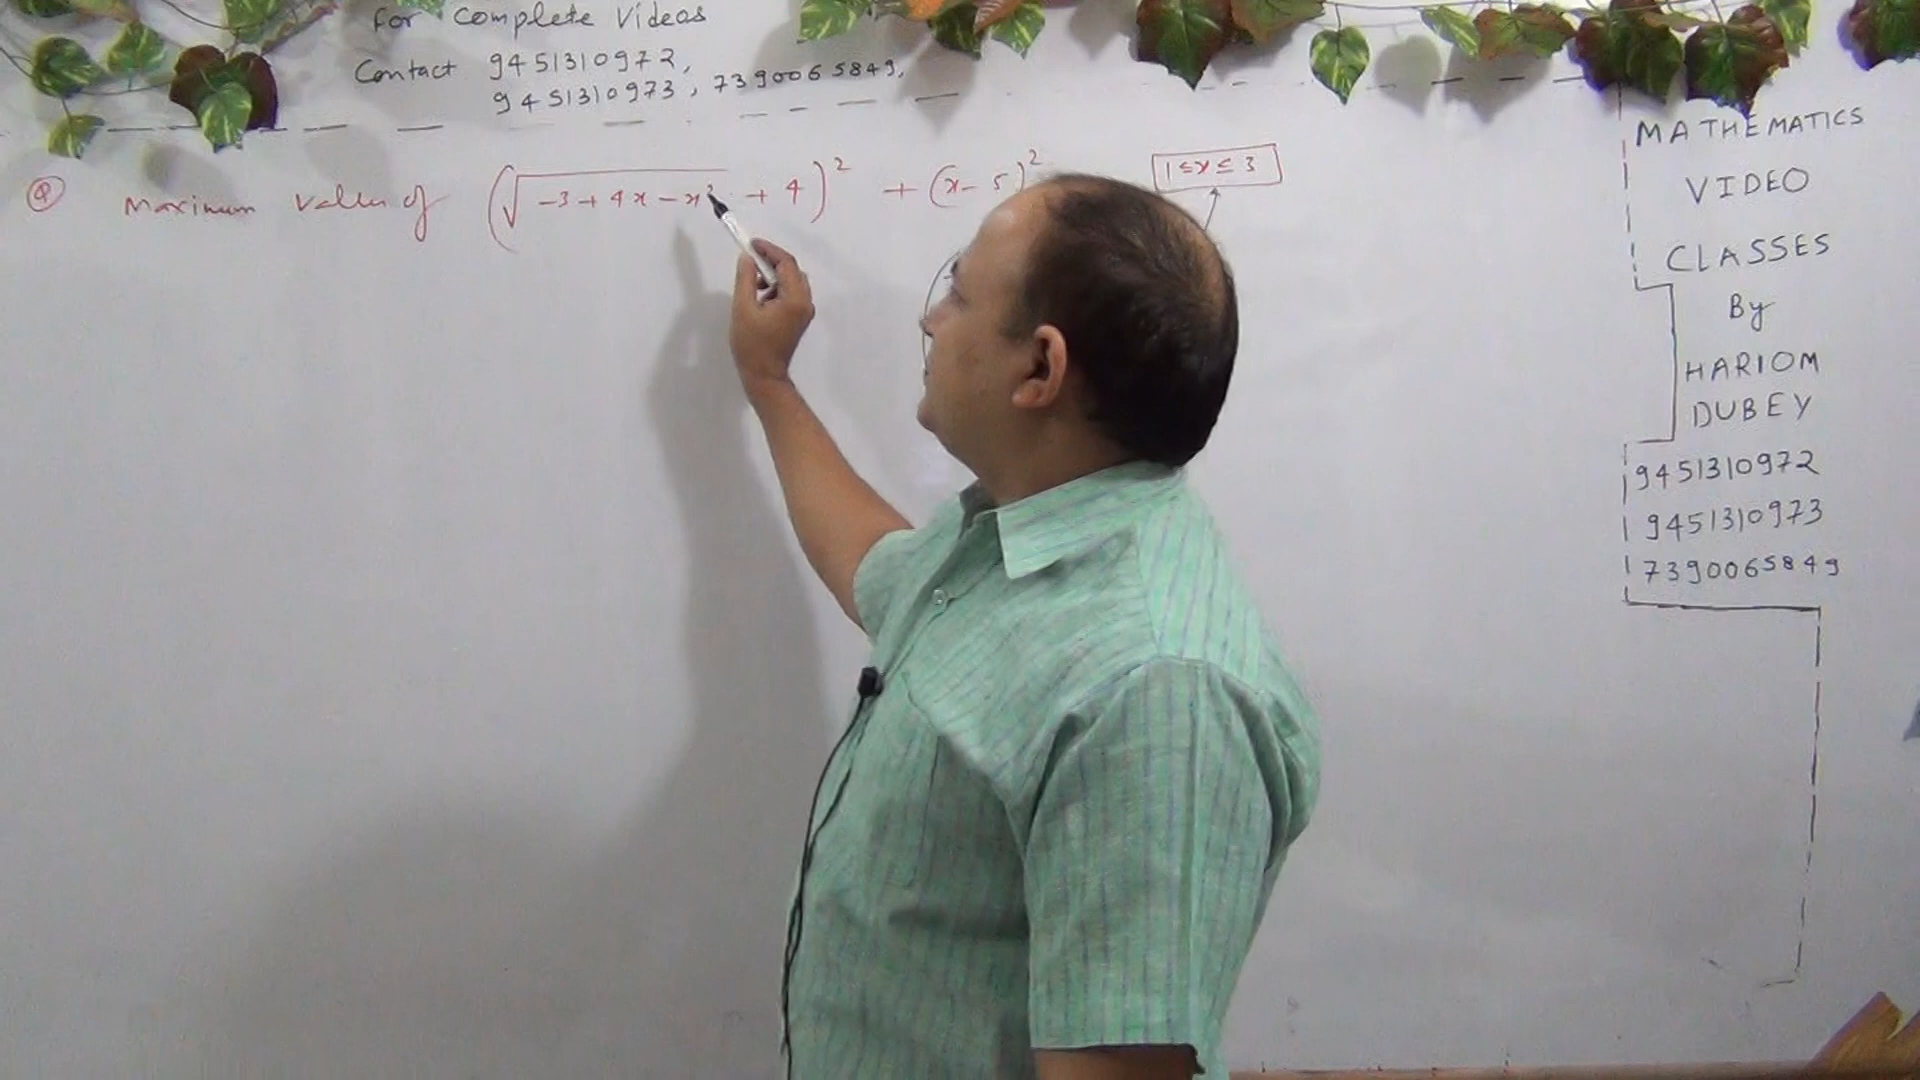 For Complete Videos
Contact 9451310972,
9451310973, 7390065849,
Q Maximum Value of (√(-3+4x-x²) + 4)² + (x-5)² 1≤x≤3
MATHEMATICS
VIDEO
CLASSES
By
HARIOM
DUBEY
9451310972
9451310973
7390065849